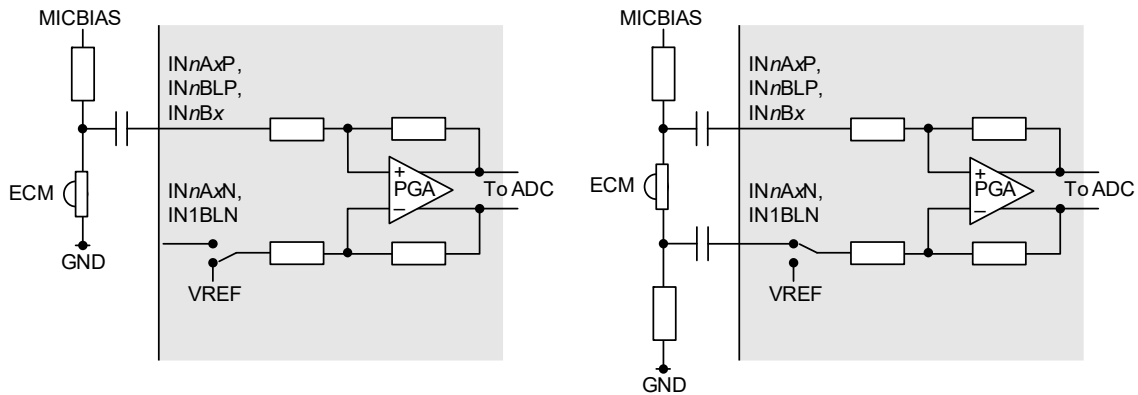 MICBIAS
INnAxP,
INnBLP,
INnBx
ECM
+
PGA
−
To ADC
INnAxN,
IN1BLN
GND
VREF
MICBIAS
INnAxP,
INnBLP,
INnBx
ECM
+
PGA
−
To ADC
INnAxN,
IN1BLN
VREF
GND